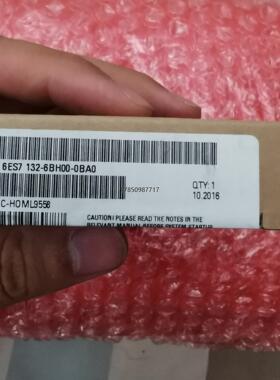 6ES7 132-6BH00-0BA0
7850987717
QTY: 1
10.2016
C-H0ML9558
CAUTION! PLEASE READ THE NOTES IN THE
RELEVANT MANUAL BEFORE SYSTEM STARTUP